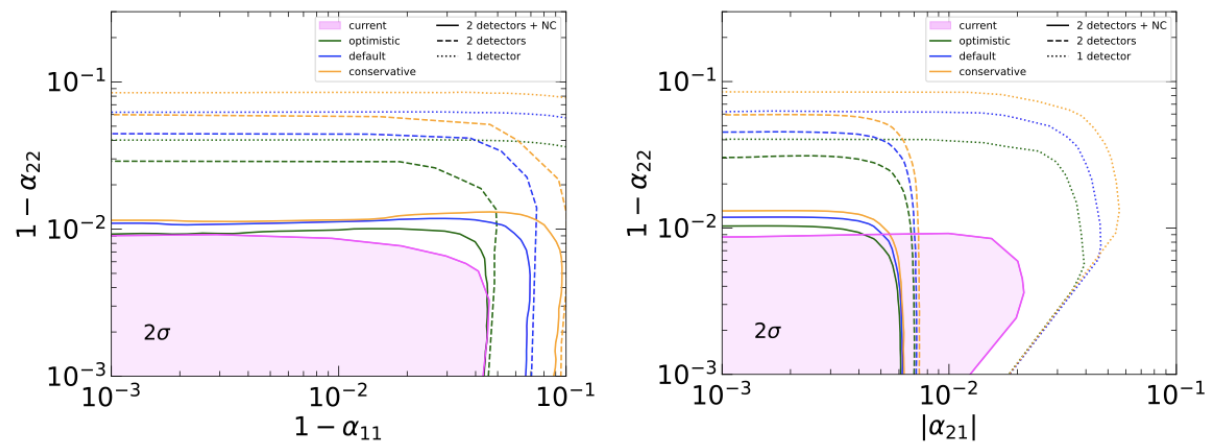 current
optimistic
default
conservative
2 detectors + NC
2 detectors
1 detector
10⁻¹
10⁻²
10⁻³
1 − α₂₂
2σ
10⁻³
10⁻²
10⁻¹
1 − α₁₁
current
optimistic
default
conservative
2 detectors + NC
2 detectors
1 detector
10⁻¹
10⁻²
10⁻³
1 − α₂₂
2σ
10⁻³
10⁻²
10⁻¹
|α₂₁|